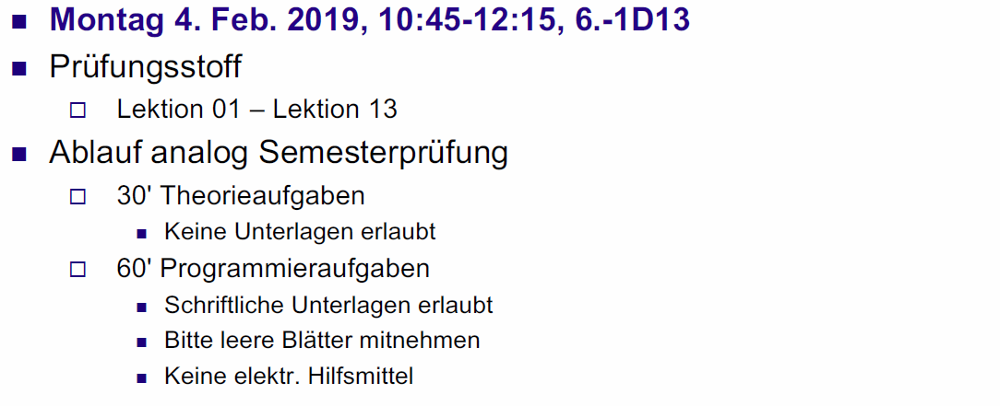 Montag 4. Feb. 2019, 10:45-12:15, 6.-1D13
Prüfungsstoff
Lektion 01 – Lektion 13
Ablauf analog Semesterprüfung
30' Theorieaufgaben
Keine Unterlagen erlaubt
60' Programmieraufgaben
Schriftliche Unterlagen erlaubt
Bitte leere Blätter mitnehmen
Keine elektr. Hilfsmittel